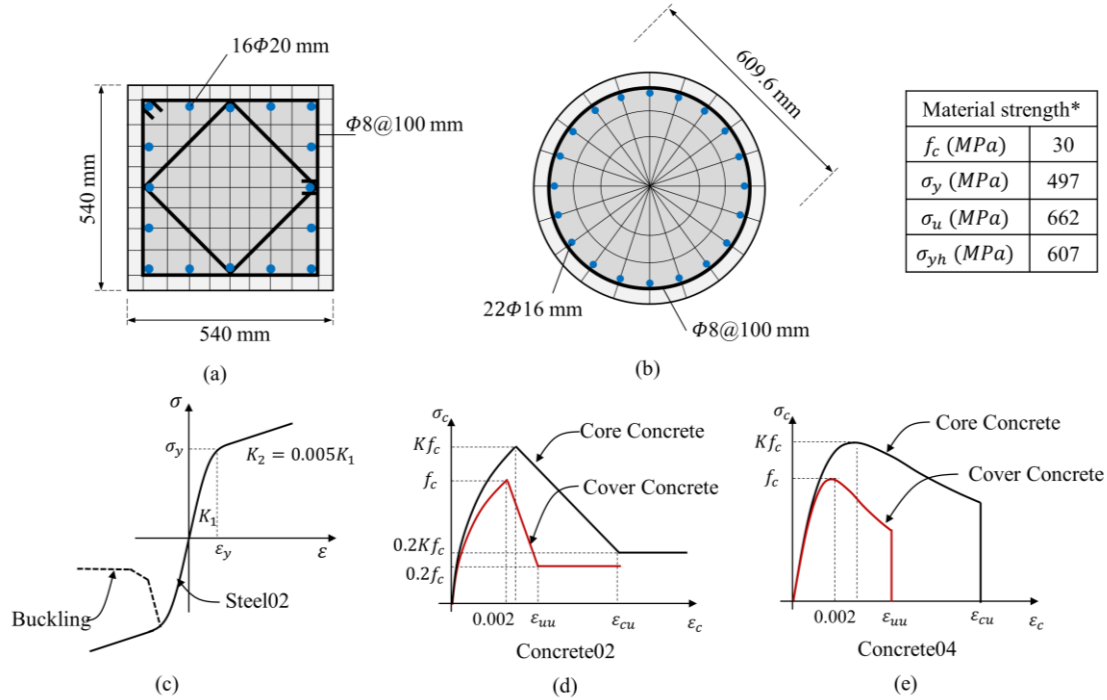 16Φ20 mm
Φ8@100 mm
540 mm
540 mm
(a)
609.6 mm
22Φ16 mm
Φ8@100 mm
(b)
Material strength*
f_c (MPa) 30
σ_y (MPa) 497
σ_u (MPa) 662
σ_yh (MPa) 607
σ
σ_y
K_2 = 0.005K_1
K_1
ε_y
ε
Buckling
Steel02
(c)
σ_c
Kf_c
f_c
0.2Kf_c
0.2f_c
Core Concrete
Cover Concrete
0.002
ε_uu
ε_cu
ε_c
Concrete02
(d)
σ_c
Kf_c
f_c
Core Concrete
Cover Concrete
0.002
ε_uu
ε_cu
ε_c
Concrete04
(e)